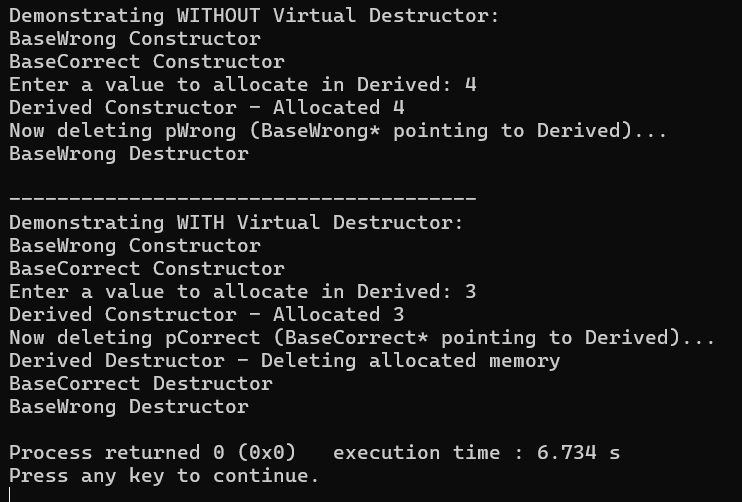 Demonstrating WITHOUT Virtual Destructor:
BaseWrong Constructor
BaseCorrect Constructor
Enter a value to allocate in Derived: 4
Derived Constructor - Allocated 4
Now deleting pWrong (BaseWrong* pointing to Derived)...
BaseWrong Destructor
---------------------------------------
Demonstrating WITH Virtual Destructor:
BaseWrong Constructor
BaseCorrect Constructor
Enter a value to allocate in Derived: 3
Derived Constructor - Allocated 3
Now deleting pCorrect (BaseCorrect* pointing to Derived)...
Derived Destructor - Deleting allocated memory
BaseCorrect Destructor
BaseWrong Destructor
Process returned 0 (0x0)   execution time : 6.734 s
Press any key to continue.